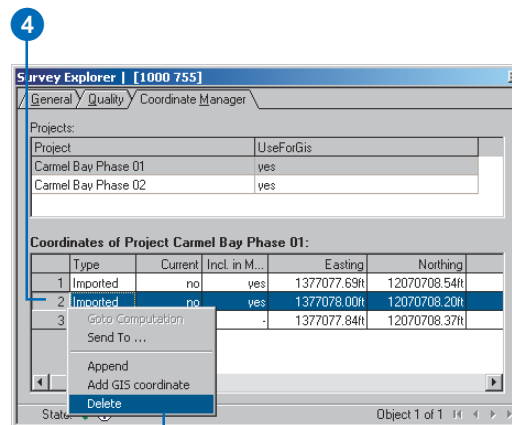 4
Survey Explorer | [1000 755]
General Quality Coordinate Manager
Projects:
Project UseForGis
Carmel Bay Phase 01 yes
Carmel Bay Phase 02 yes
Coordinates of Project Carmel Bay Phase 01:
Type Current Incl. in M... Easting Northing
1 Imported no yes 1377077.69ft 12070708.54ft
2 Imported no yes 1377078.00ft 12070708.20ft
3 - 1377077.84ft 12070708.37ft
Goto Computation
Send To ...
Append
Add GIS coordinate
Delete
State: Object 1 of 1